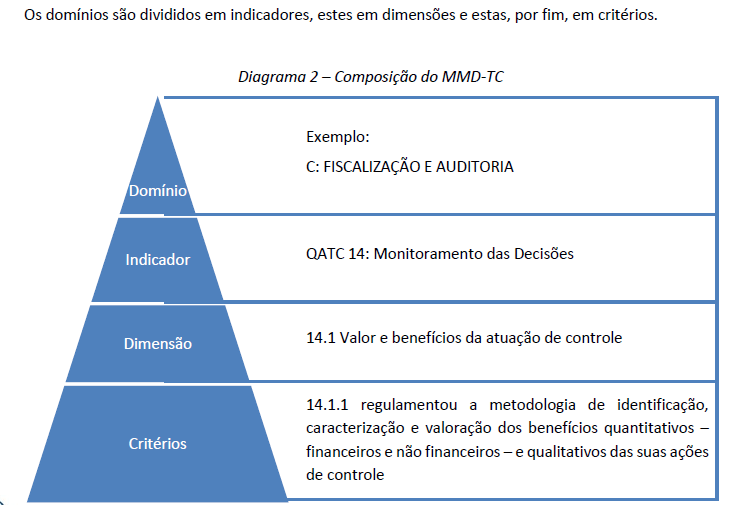 Os domínios são divididos em indicadores, estes em dimensões e estas, por fim, em critérios.
Diagrama 2 – Composição do MMD-TC
Domínio
Exemplo:
C: FISCALIZAÇÃO E AUDITORIA
Indicador
QATC 14: Monitoramento das Decisões
Dimensão
14.1 Valor e benefícios da atuação de controle
Critérios
14.1.1 regulamentou a metodologia de identificação,
caracterização e valoração dos benefícios quantitativos –
financeiros e não financeiros – e qualitativos das suas ações
de controle